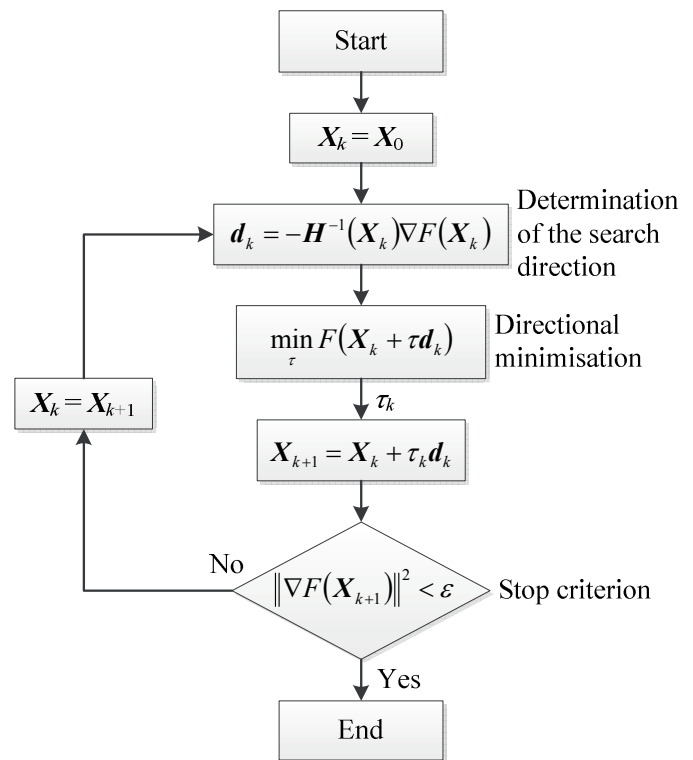 Start
X_k = X_0
d_k = −H^{−1}(X_k)∇F(X_k)
Determination
of the search
direction
min_τ F(X_k + τd_k)
Directional
minimisation
τ_k
X_k = X_{k+1}
X_{k+1} = X_k + τ_k d_k
No
‖∇F(X_{k+1})‖² < ε
Stop criterion
Yes
End